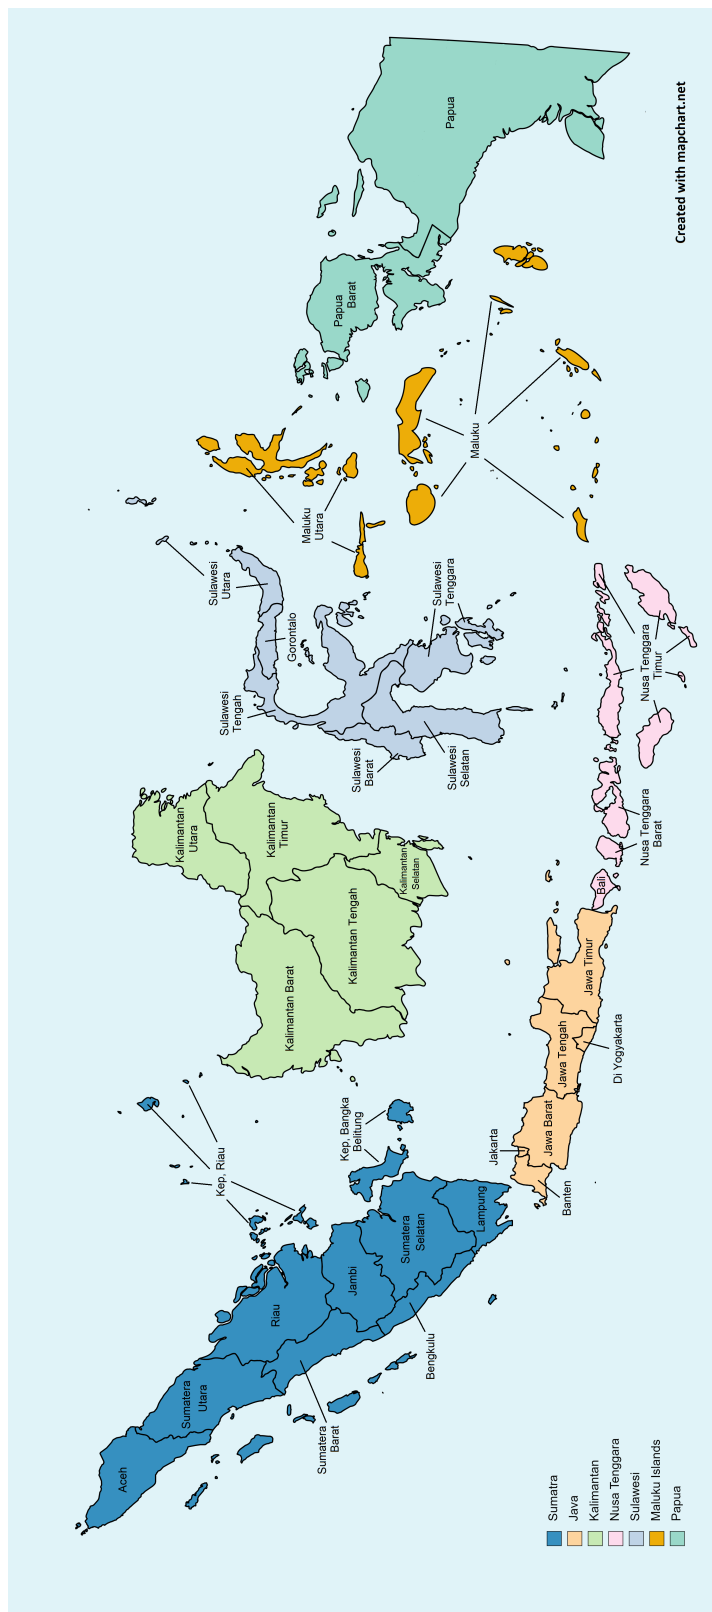 Aceh
Sumatera
Utara
Riau
Sumatera
Barat
Jambi
Bengkulu
Sumatera
Selatan
Lampung
Kep, Riau
Kep, Bangka
Belitung
Jakarta
Banten
Jawa Barat
Jawa Tengah
Di Yogyakarta
Jawa Timur
Bali
Kalimantan Barat
Kalimantan Tengah
Kalimantan
Selatan
Kalimantan
Timur
Kalimantan
Utara
Nusa Tenggara
Barat
Nusa Tenggara
Timur
Sulawesi
Barat
Sulawesi
Selatan
Sulawesi
Tengah
Gorontalo
Sulawesi
Utara
Sulawesi
Tenggara
Maluku
Utara
Maluku
Papua
Barat
Papua
Sumatra
Java
Kalimantan
Nusa Tenggara
Sulawesi
Maluku Islands
Papua
Created with mapchart.net